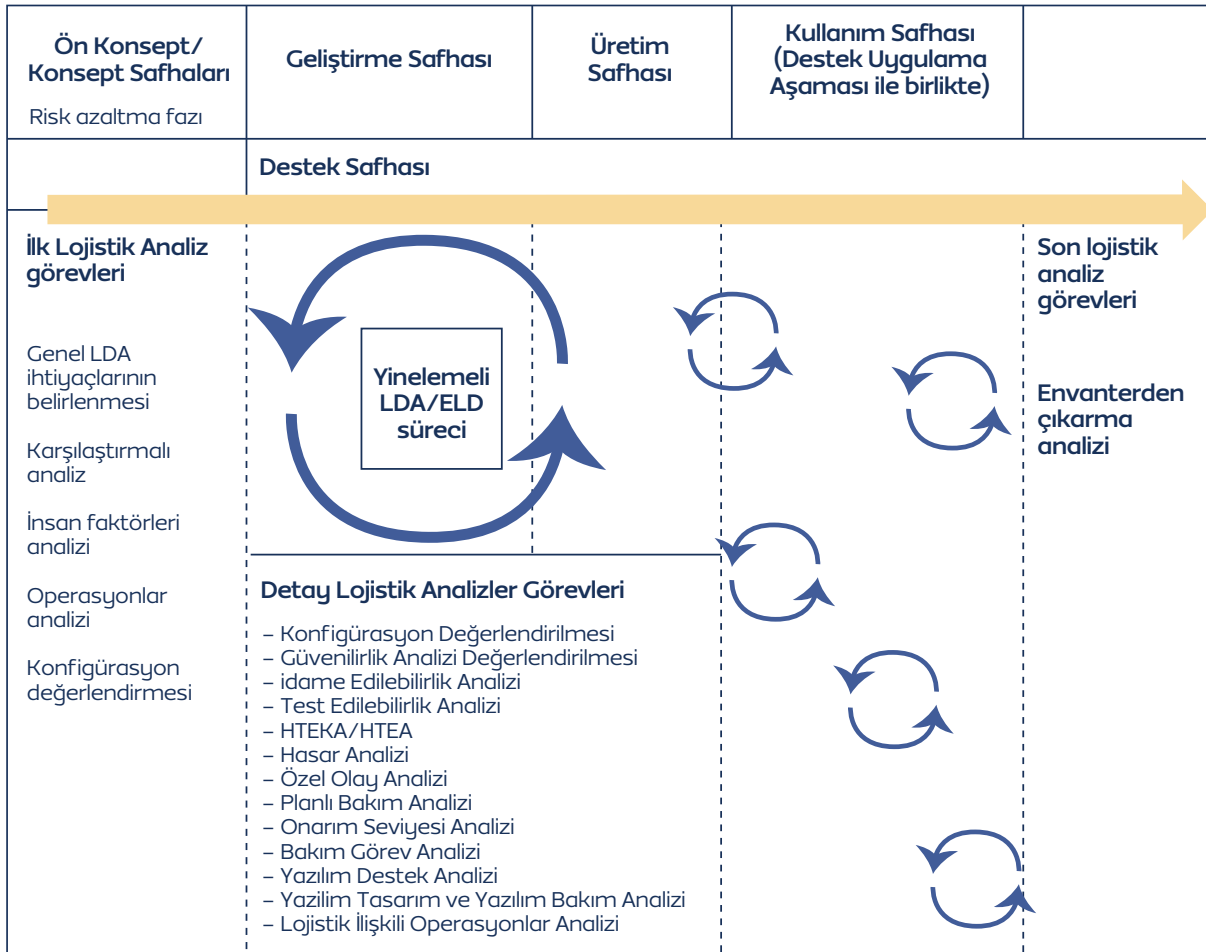 Ön Konsept/
Konsept Safhaları
Risk azaltma fazı
Geliştirme Safhası
Üretim
Safhası
Kullanım Safhası
(Destek Uygulama
Aşaması ile birlikte)
Destek Safhası
İlk Lojistik Analiz
görevleri
Genel LDA
ihtiyaçlarının
belirlenmesi
Karşılaştırmalı
analiz
İnsan faktörleri
analizi
Operasyonlar
analizi
Konfigürasyon
değerlendirmesi
Yinelemeli
LDA/ELD
süreci
Detay Lojistik Analizler Görevleri
– Konfigürasyon Değerlendirilmesi
– Güvenilirlik Analizi Değerlendirilmesi
– idame Edilebilirlik Analizi
– Test Edilebilirlik Analizi
– HTEKA/HTEA
– Hasar Analizi
– Özel Olay Analizi
– Planlı Bakım Analizi
– Onarım Seviyesi Analizi
– Bakım Görev Analizi
– Yazılım Destek Analizi
– Yazilim Tasarım ve Yazılım Bakım Analizi
– Lojistik İlişkili Operasyonlar Analizi
Son lojistik
analiz
görevleri
Envanterden
çıkarma
analizi